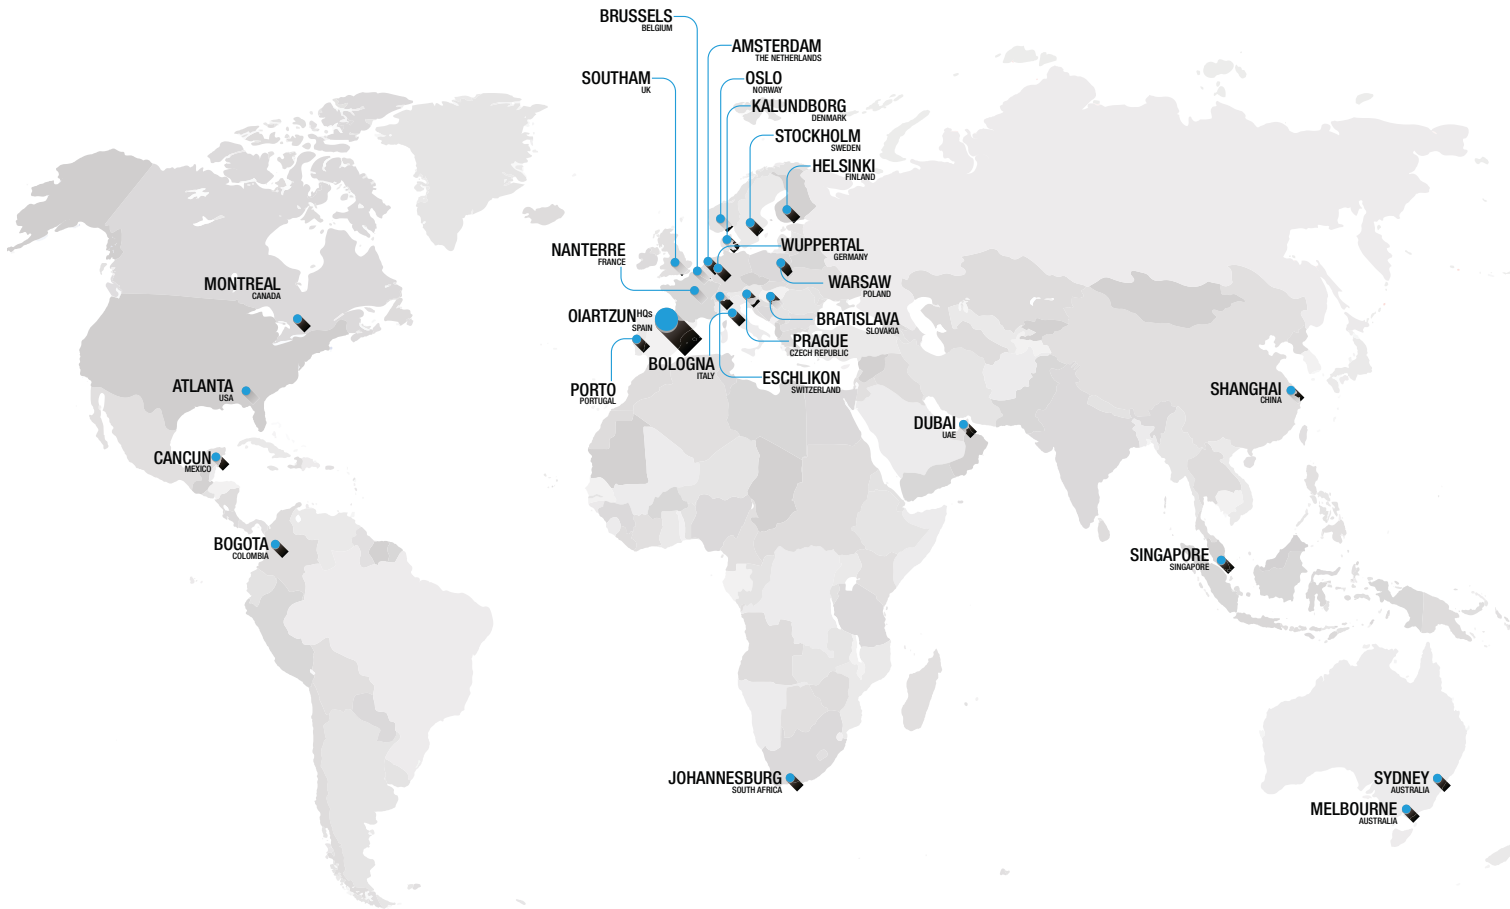 BRUSSELS
BELGIUM
AMSTERDAM
THE NETHERLANDS
SOUTHAM
UK
OSLO
NORWAY
KALUNDBORG
DENMARK
STOCKHOLM
SWEDEN
HELSINKI
FINLAND
NANTERRE
FRANCE
WUPPERTAL
GERMANY
WARSAW
POLAND
MONTREAL
CANADA
OIARTZUN HQs
SPAIN
BRATISLAVA
SLOVAKIA
PRAGUE
CZECH REPUBLIC
BOLOGNA
ITALY
ESCHLIKON
SWITZERLAND
PORTO
PORTUGAL
ATLANTA
USA
SHANGHAI
CHINA
DUBAI
UAE
CANCUN
MEXICO
BOGOTA
COLOMBIA
SINGAPORE
SINGAPORE
JOHANNESBURG
SOUTH AFRICA
SYDNEY
AUSTRALIA
MELBOURNE
AUSTRALIA